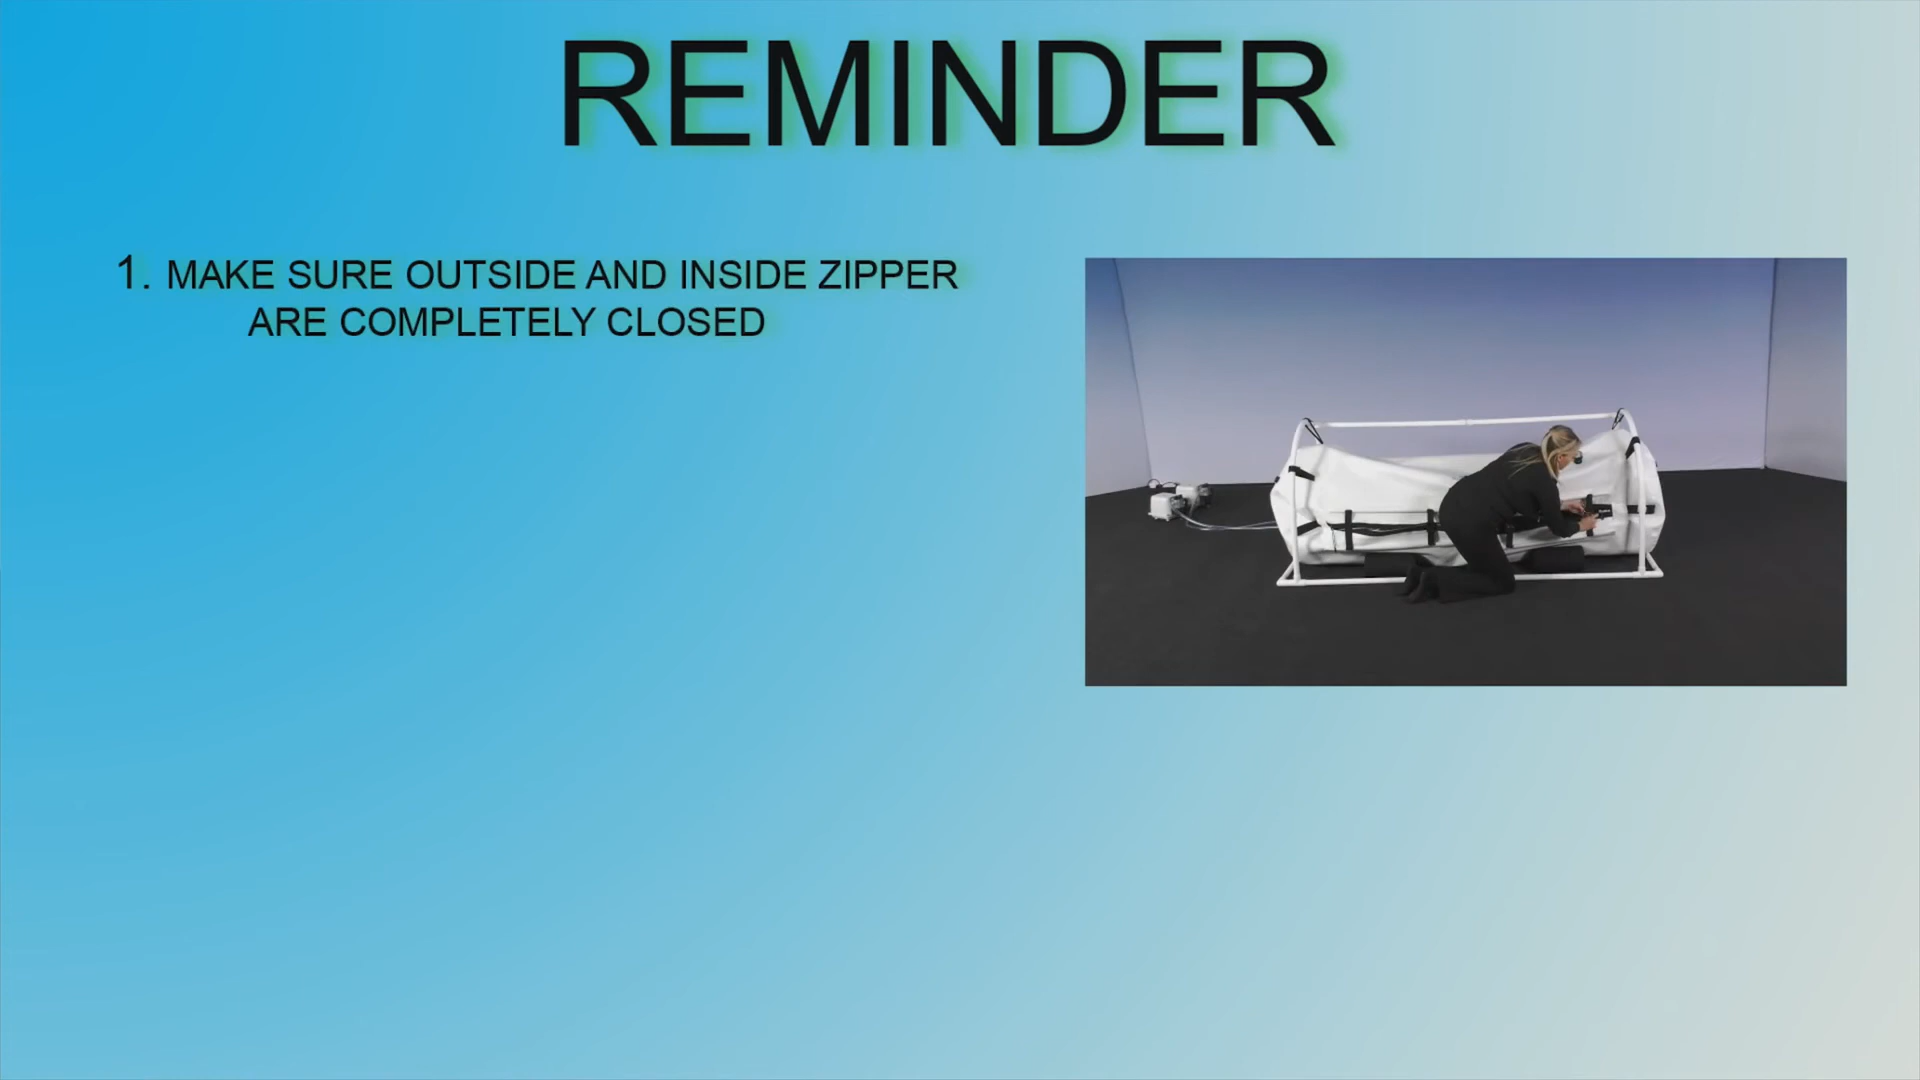 REMINDER
1. MAKE SURE OUTSIDE AND INSIDE ZIPPER
ARE COMPLETELY CLOSED